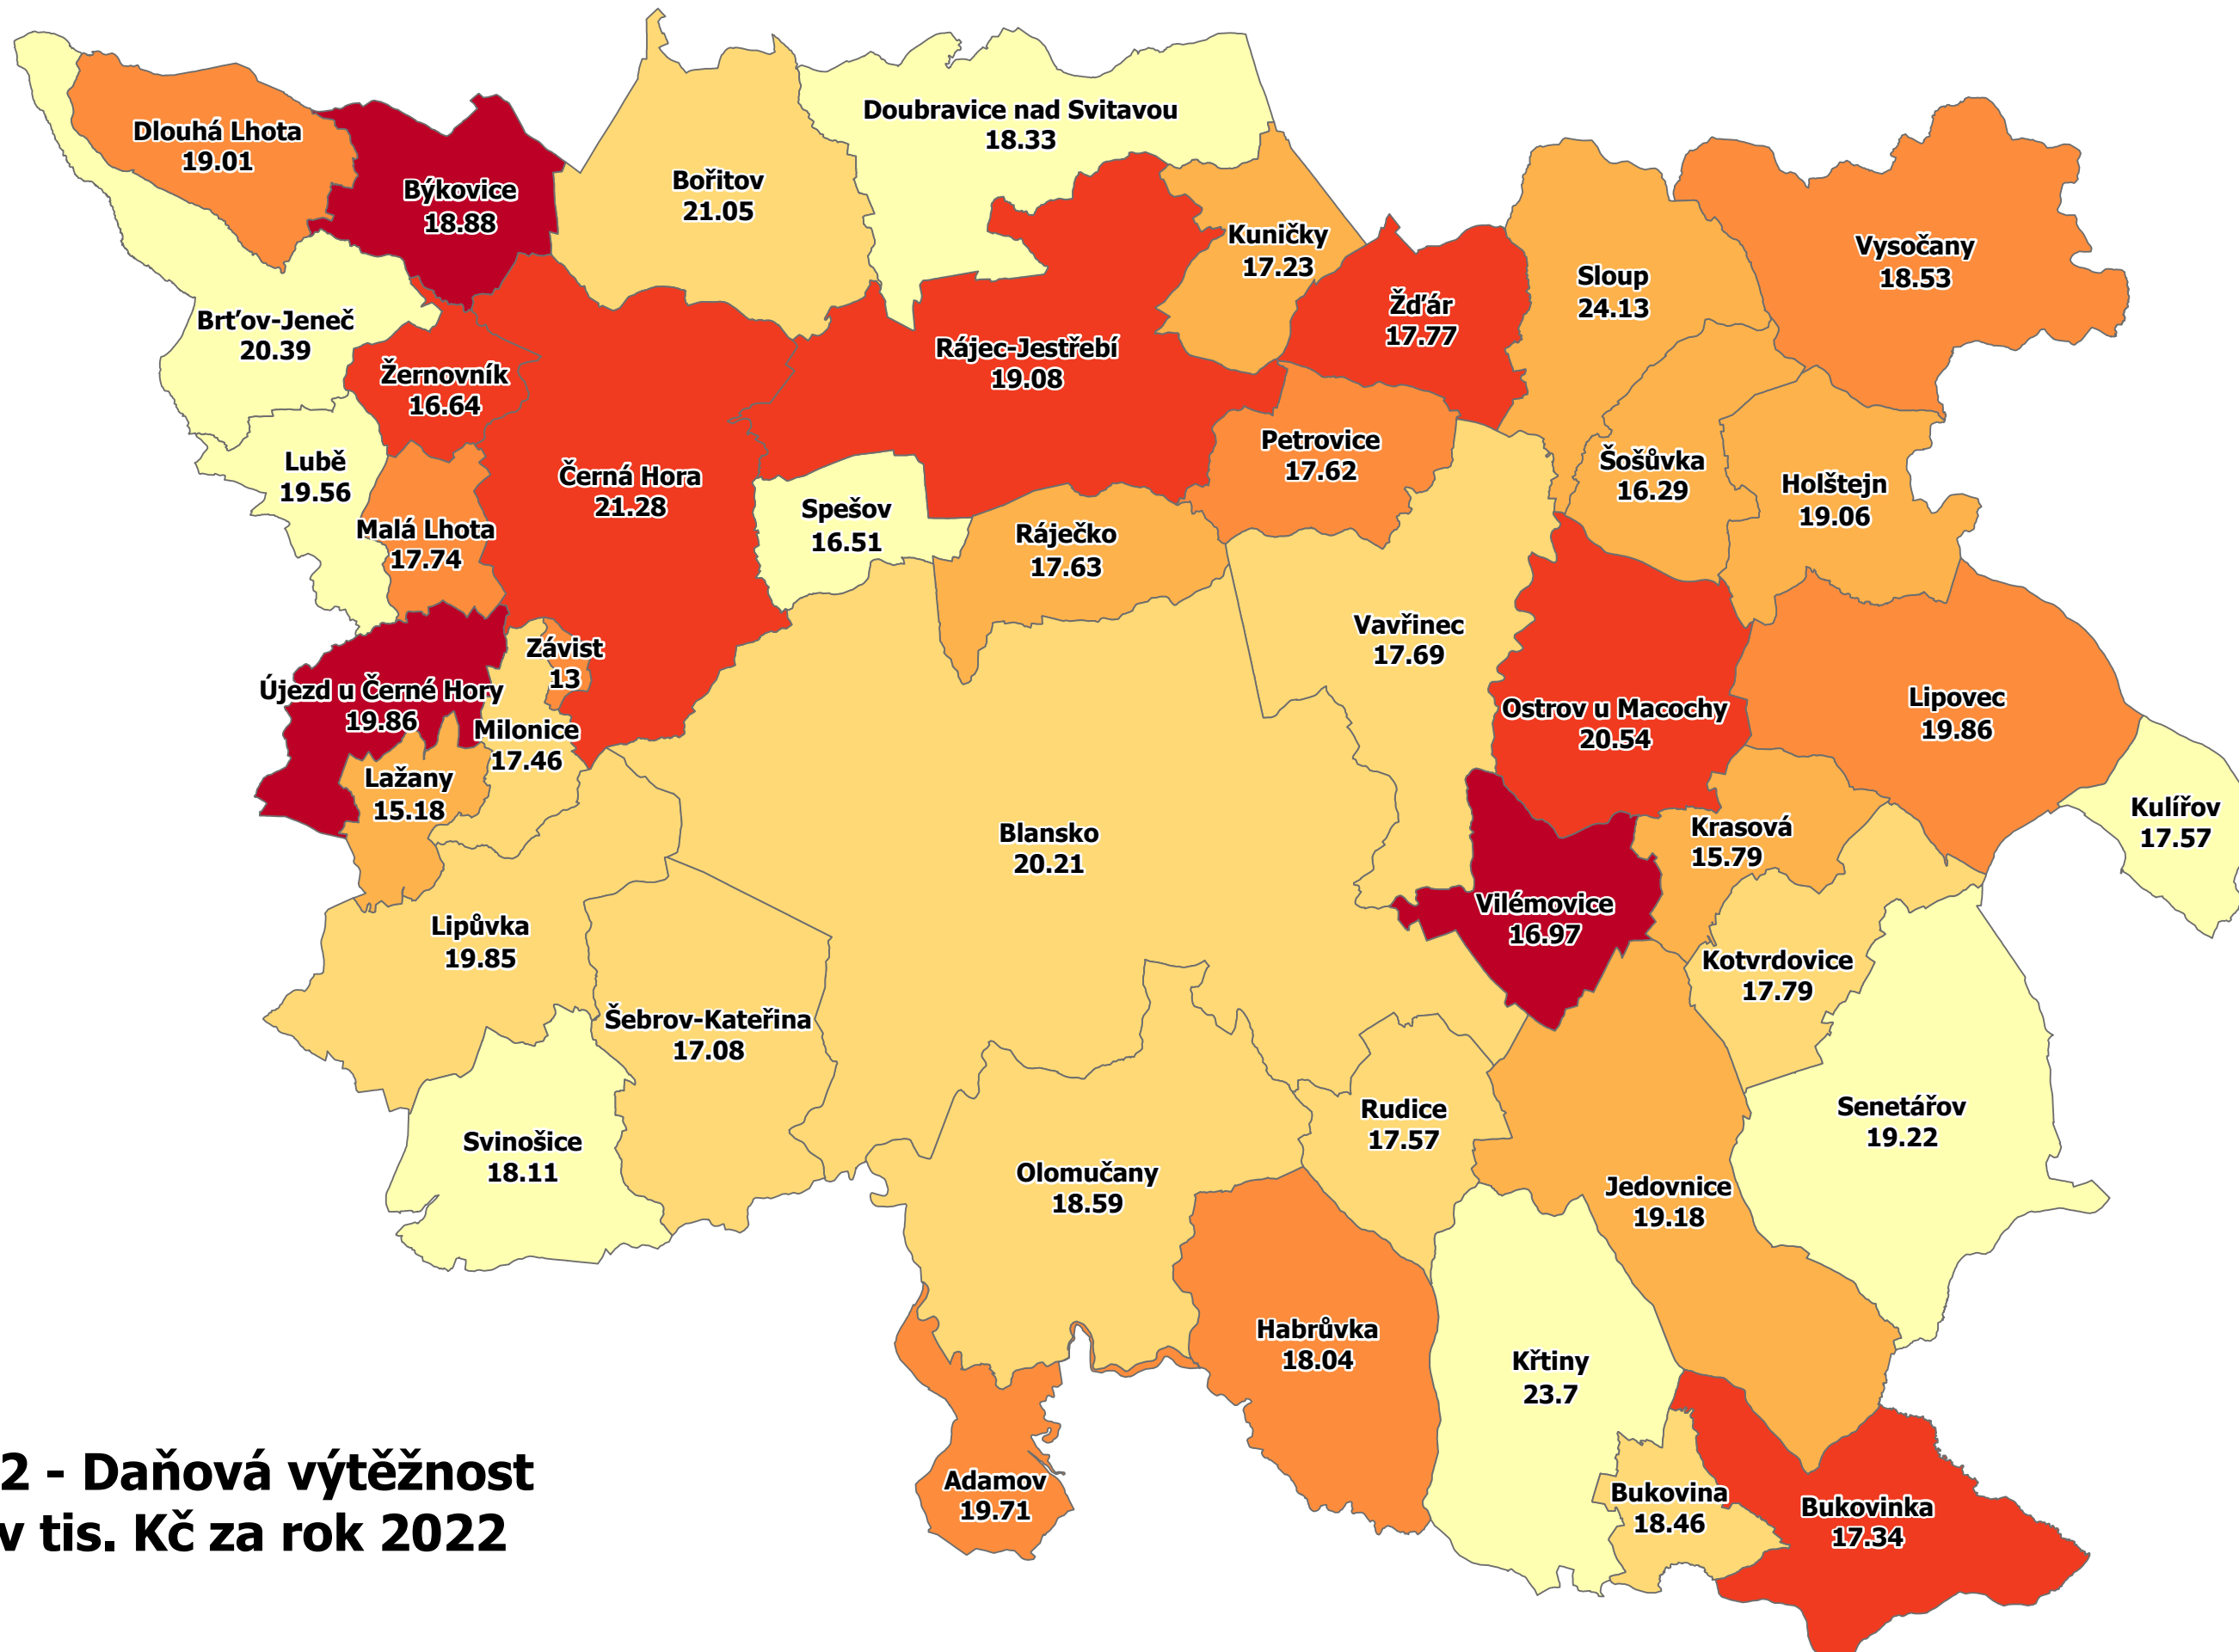 Doubravice nad Svitavou
18.33
Dlouhá Lhota
19.01
Býkovice
18.88
Bořitov
21.05
Kuničky
17.23
Vysočany
18.53
Sloup
24.13
Žďár
17.77
Brťov-Jeneč
20.39
Rájec-Jestřebí
19.08
Žernovník
16.64
Petrovice
17.62
Lubě
19.56
Šošůvka
16.29
Černá Hora
21.28
Holštejn
19.06
Spešov
16.51
Malá Lhota
17.74
Ráječko
17.63
Vavřinec
17.69
Závist
13
Újezd u Černé Hory
19.86
Lipovec
19.86
Ostrov u Macochy
20.54
Milonice
17.46
Lažany
15.18
Kulířov
17.57
Krasová
15.79
Blansko
20.21
Vilémovice
16.97
Lipůvka
19.85
Kotvrdovice
17.79
Šebrov-Kateřina
17.08
Senetářov
19.22
Rudice
17.57
Svinošice
18.11
Olomučany
18.59
Jedovnice
19.18
Habrůvka
18.04
Křtiny
23.7
Adamov
19.71
Bukovina
18.46
Bukovinka
17.34
2 - Daňová výtěžnost
v tis. Kč za rok 2022